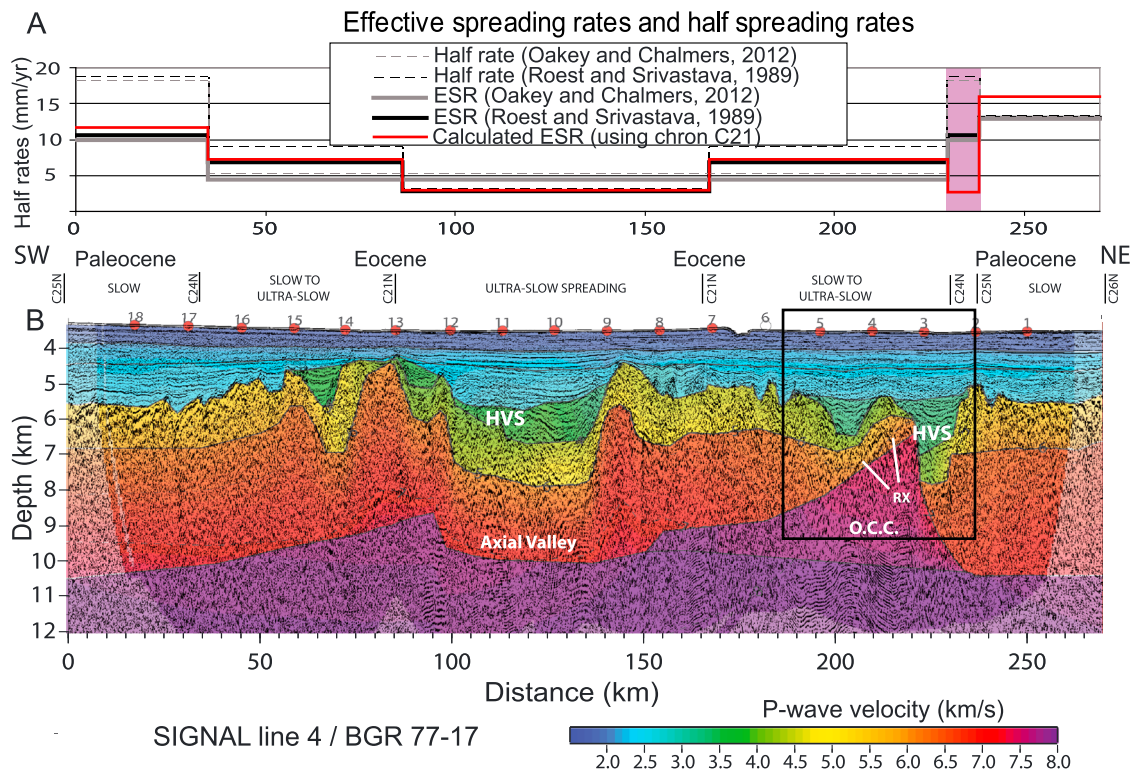 A
Effective spreading rates and half spreading rates
Half rate (Oakey and Chalmers, 2012)
Half rate (Roest and Srivastava, 1989)
ESR (Oakey and Chalmers, 2012)
ESR (Roest and Srivastava, 1989)
Calculated ESR (using chron C21)
Half rates (mm/yr)
20
15
10
5
0 50 100 150 200 250
SW NE
Paleocene Eocene Eocene Paleocene
C25N SLOW C24N SLOW TO ULTRA-SLOW C21N ULTRA-SLOW SPREADING C21N SLOW TO ULTRA-SLOW C24N C25N SLOW C26N
B
18 17 16 15 14 13 12 11 10 9 8 7 6 5 4 3 2 1
Depth (km)
4
5
6
7
8
9
10
11
12
HVS
HVS
RX
O.C.C.
Axial Valley
0 50 100 150 200 250
Distance (km)
SIGNAL line 4 / BGR 77-17
P-wave velocity (km/s)
2.0 2.5 3.0 3.5 4.0 4.5 5.0 5.5 6.0 6.5 7.0 7.5 8.0